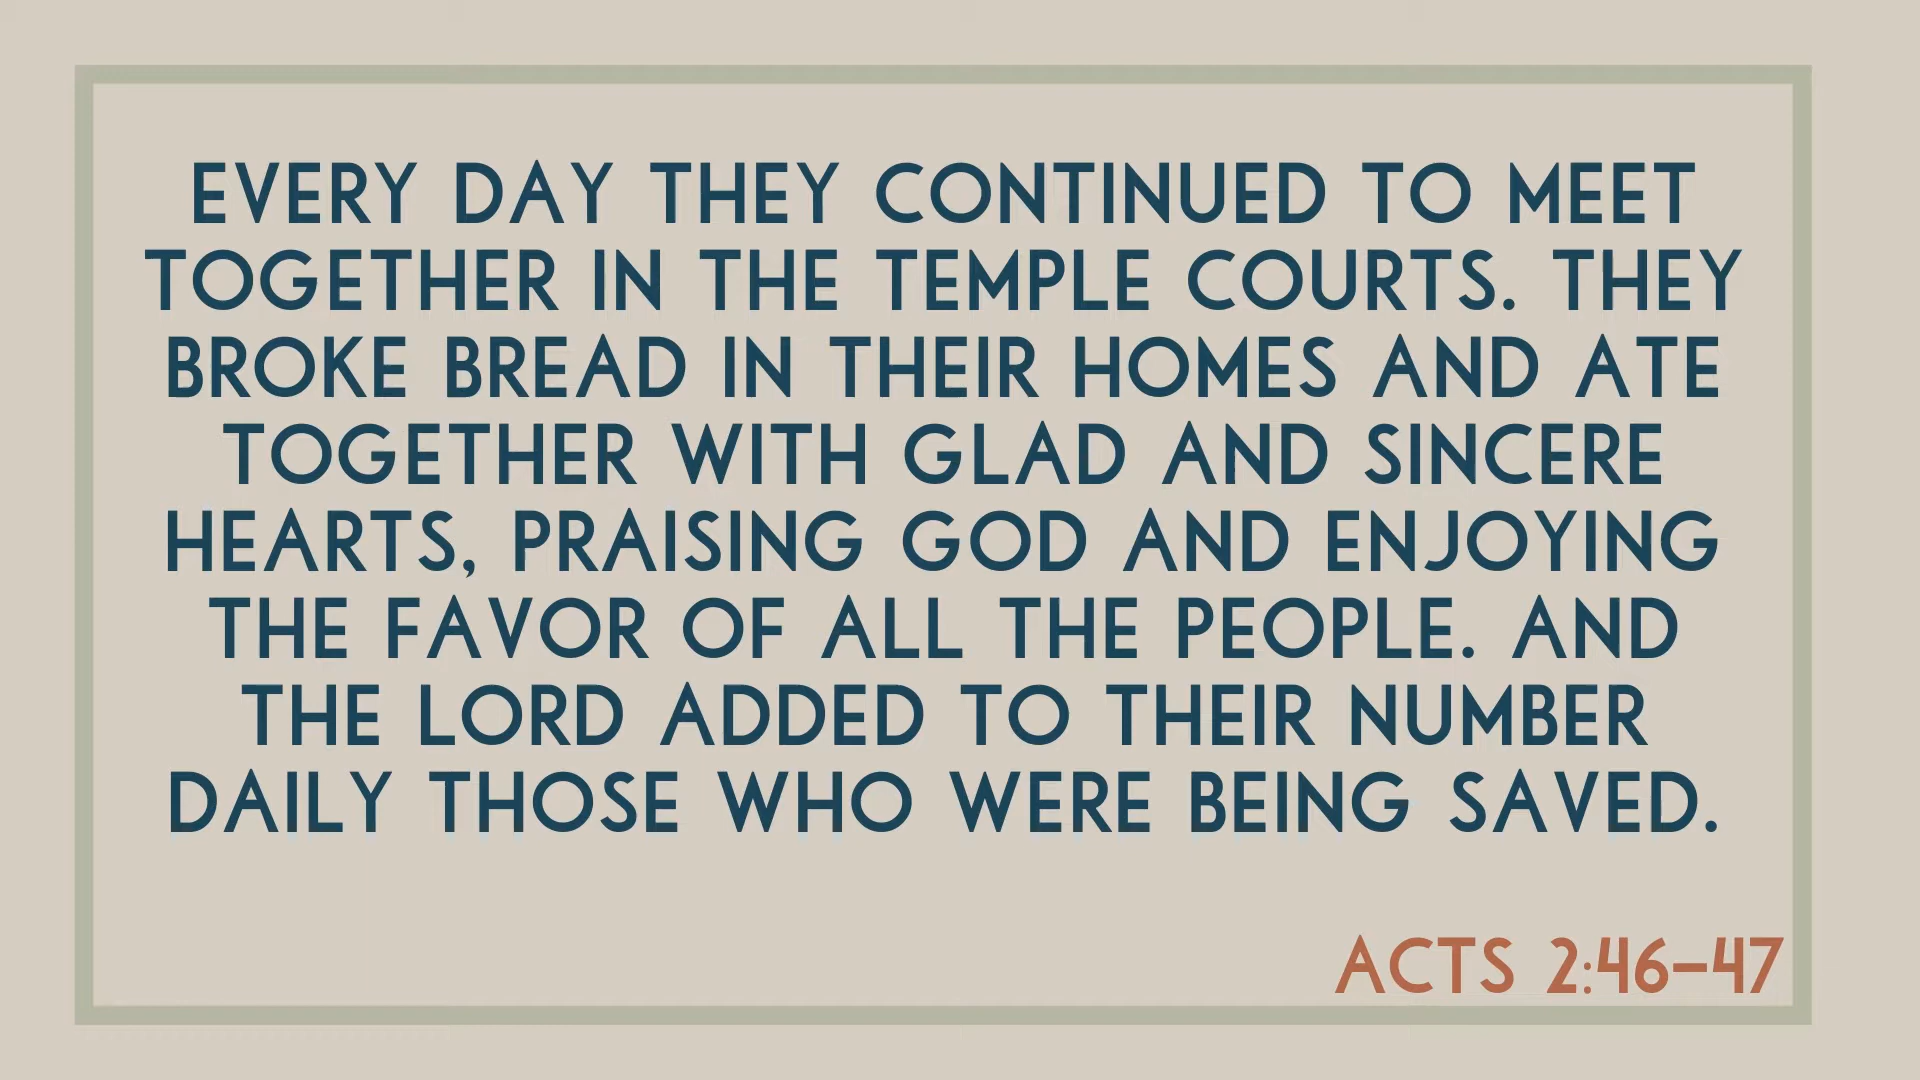 EVERY DAY THEY CONTINUED TO MEET
TOGETHER IN THE TEMPLE COURTS. THEY
BROKE BREAD IN THEIR HOMES AND ATE
TOGETHER WITH GLAD AND SINCERE
HEARTS, PRAISING GOD AND ENJOYING
THE FAVOR OF ALL THE PEOPLE. AND
THE LORD ADDED TO THEIR NUMBER
DAILY THOSE WHO WERE BEING SAVED.
ACTS 2:46–47